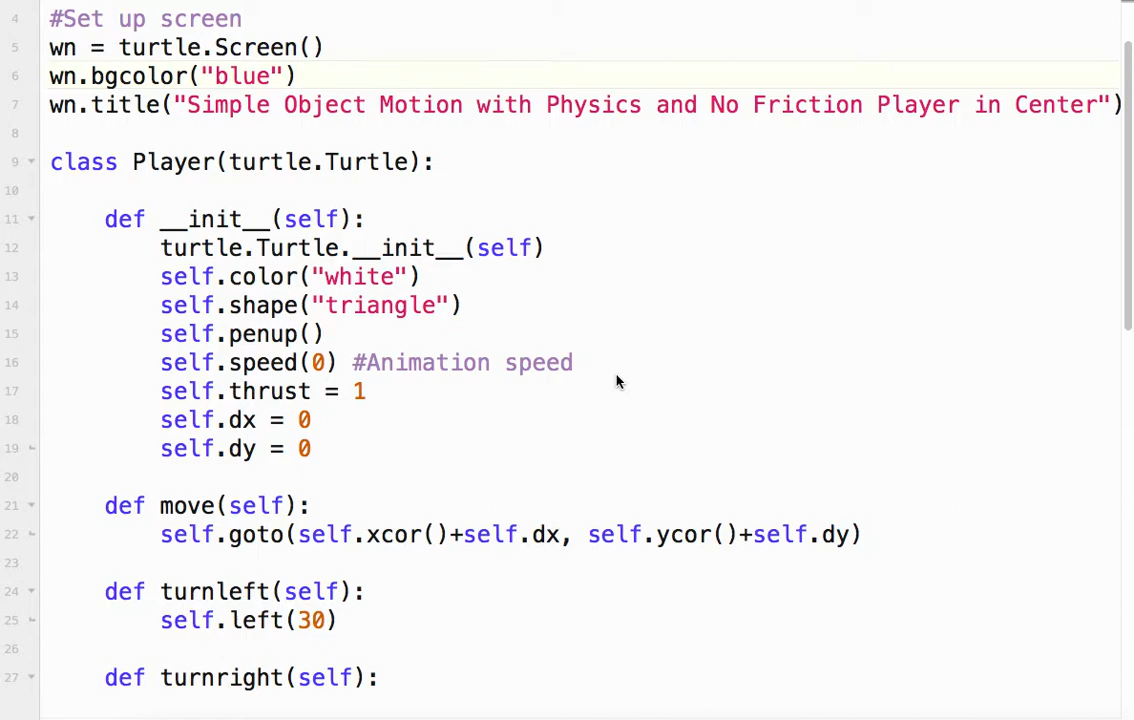 4 #Set up screen
5 wn = turtle.Screen()
6 wn.bgcolor("blue")
7 wn.title("Simple Object Motion with Physics and No Friction Player in Center")
8
9 class Player(turtle.Turtle):
10
11     def __init__(self):
12         turtle.Turtle.__init__(self)
13         self.color("white")
14         self.shape("triangle")
15         self.penup()
16         self.speed(0) #Animation speed
17         self.thrust = 1
18         self.dx = 0
19         self.dy = 0
20
21     def move(self):
22         self.goto(self.xcor()+self.dx, self.ycor()+self.dy)
23
24     def turnleft(self):
25         self.left(30)
26
27     def turnright(self):